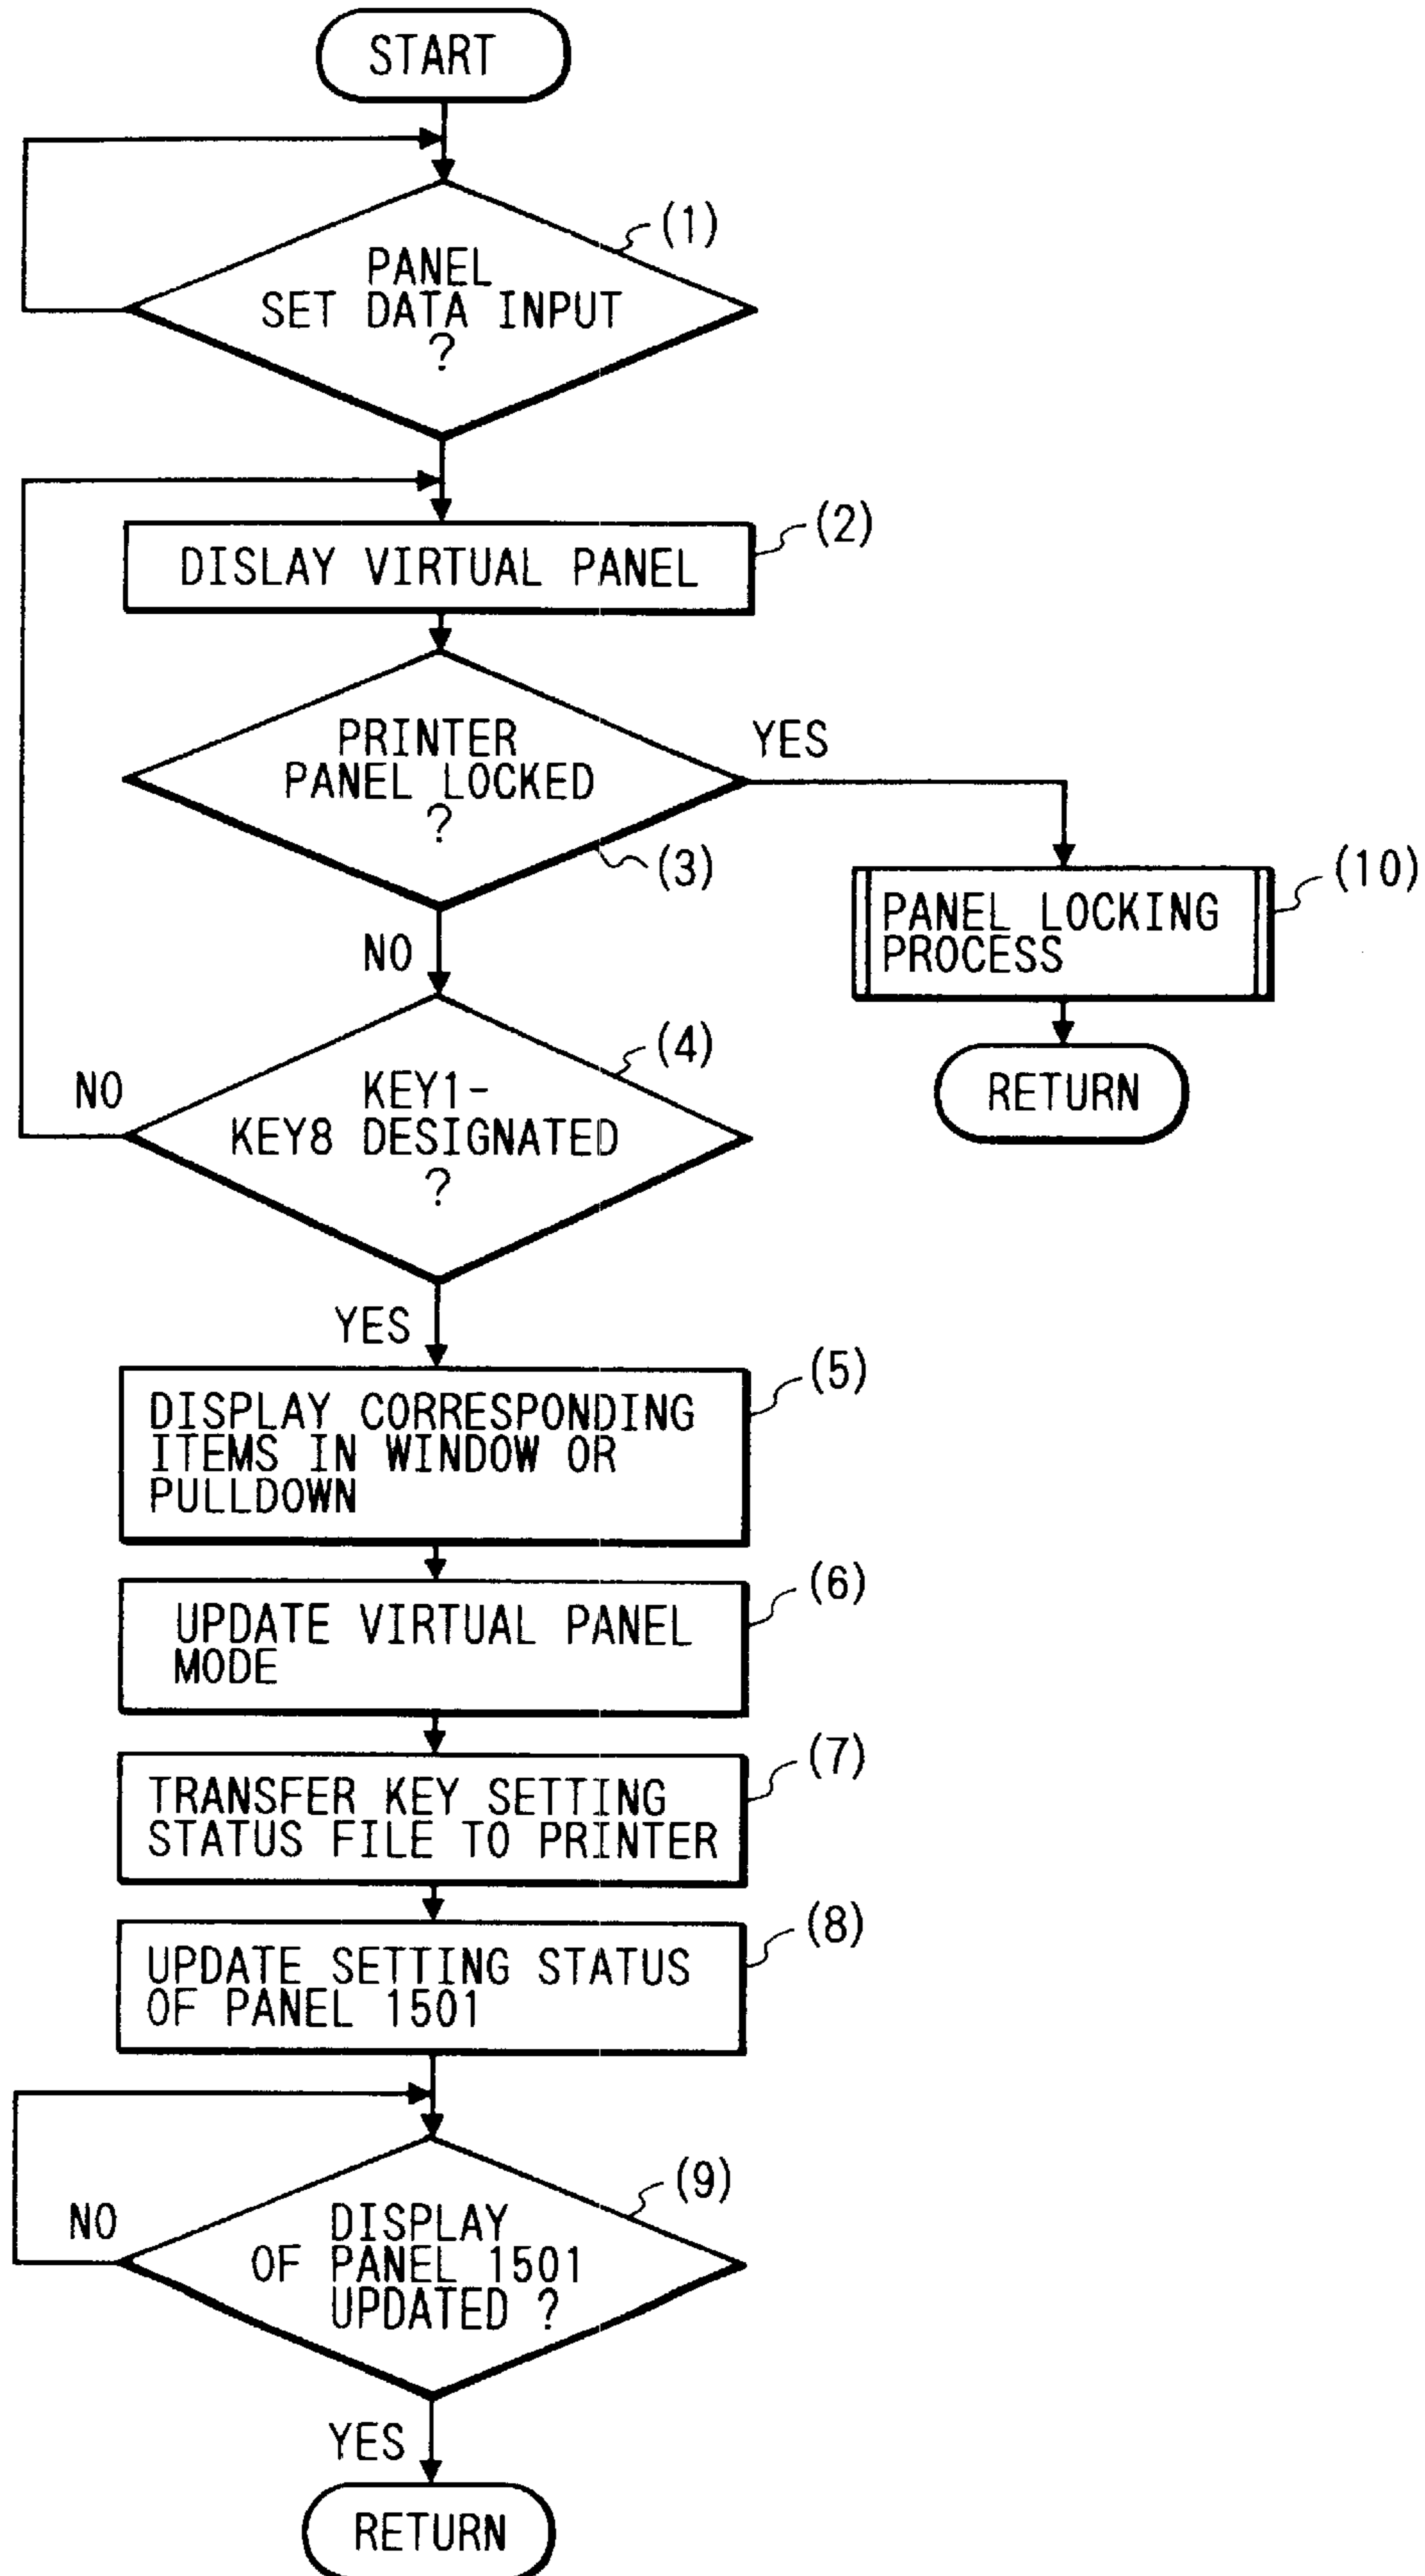 START
(1)
PANEL
SET DATA INPUT
?
(2)
DISLAY VIRTUAL PANEL
PRINTER
PANEL LOCKED
?
YES
(3)
NO
(10)
PANEL LOCKING
PROCESS
RETURN
(4)
NO
KEY1-
KEY8 DESIGNATED
?
YES
(5)
DISPLAY CORRESPONDING
ITEMS IN WINDOW OR
PULLDOWN
(6)
UPDATE VIRTUAL PANEL
MODE
(7)
TRANSFER KEY SETTING
STATUS FILE TO PRINTER
(8)
UPDATE SETTING STATUS
OF PANEL 1501
(9)
NO
DISPLAY
OF PANEL 1501
UPDATED ?
YES
RETURN